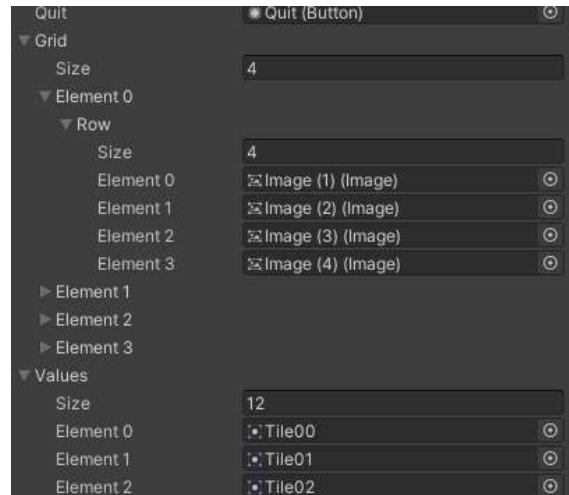 Quit Quit (Button)
Grid
Size 4
Element 0
Row
Size 4
Element 0 Image (1) (Image)
Element 1 Image (2) (Image)
Element 2 Image (3) (Image)
Element 3 Image (4) (Image)
Element 1
Element 2
Element 3
Values
Size 12
Element 0 Tile00
Element 1 Tile01
Element 2 Tile02